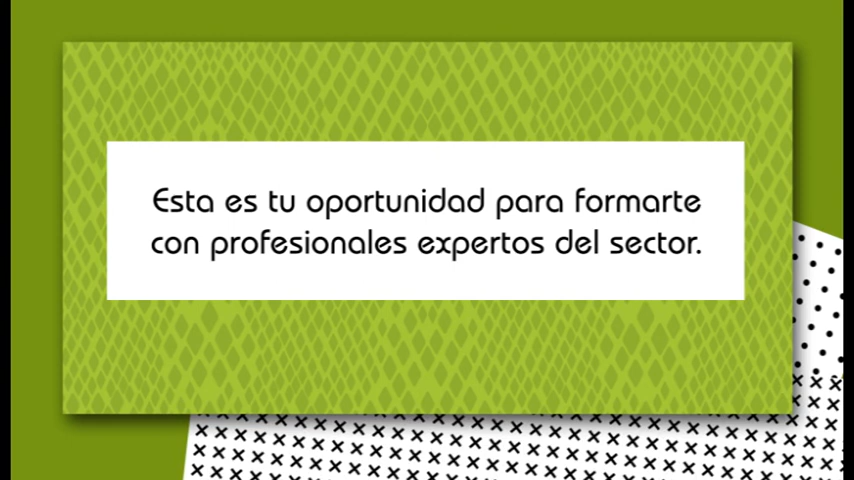 Esta es tu oportunidad para formarte
con profesionales expertos del sector.